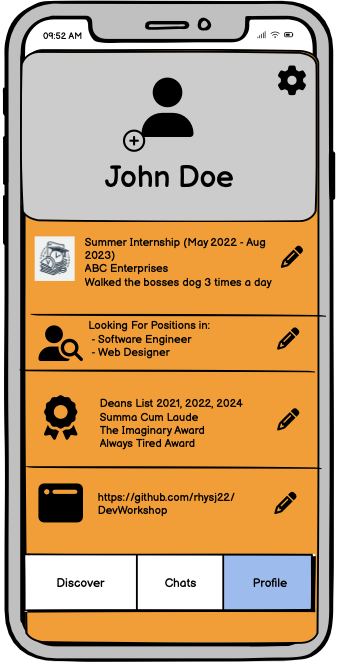 09:52 AM
John Doe
Summer Internship (May 2022 - Aug
2023)
ABC Enterprises
Walked the bosses dog 3 times a day
Looking For Positions in:
- Software Engineer
- Web Designer
Deans List 2021, 2022, 2024
Summa Cum Laude
The Imaginary Award
Always Tired Award
https://github.com/rhysj22/
DevWorkshop
Discover
Chats
Profile